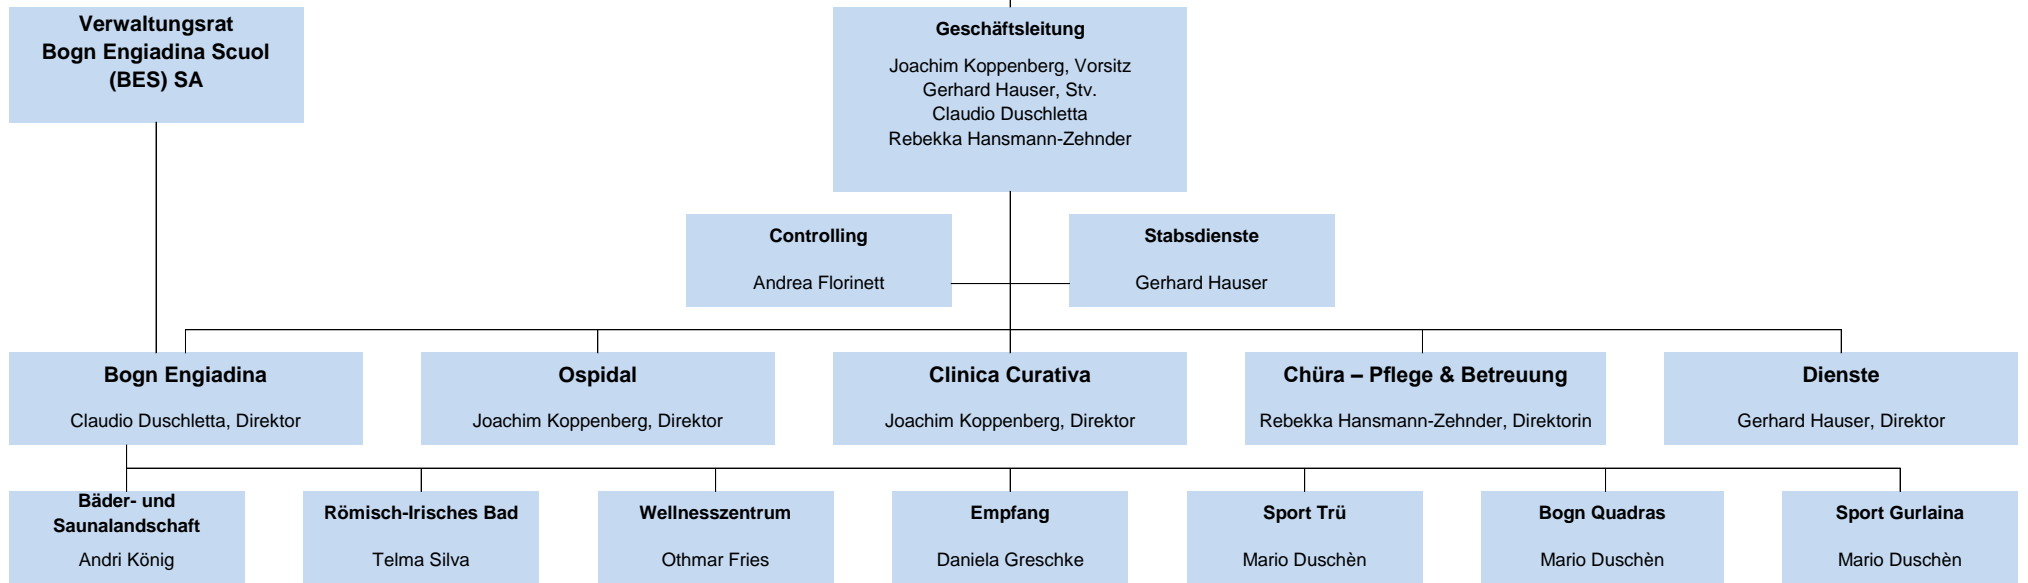 Verwaltungsrat
Bogn Engiadina Scuol
(BES) SA
Geschäftsleitung
Joachim Koppenberg, Vorsitz
Gerhard Hauser, Stv.
Claudio Duschletta
Rebekka Hansmann-Zehnder
Controlling
Andrea Florinett
Stabsdienste
Gerhard Hauser
Bogn Engiadina
Claudio Duschletta, Direktor
Ospidal
Joachim Koppenberg, Direktor
Clinica Curativa
Joachim Koppenberg, Direktor
Chüra – Pflege & Betreuung
Rebekka Hansmann-Zehnder, Direktorin
Dienste
Gerhard Hauser, Direktor
Bäder- und
Saunalandschaft
Andri König
Römisch-Irisches Bad
Telma Silva
Wellnesszentrum
Othmar Fries
Empfang
Daniela Greschke
Sport Trü
Mario Duschèn
Bogn Quadras
Mario Duschèn
Sport Gurlaina
Mario Duschèn